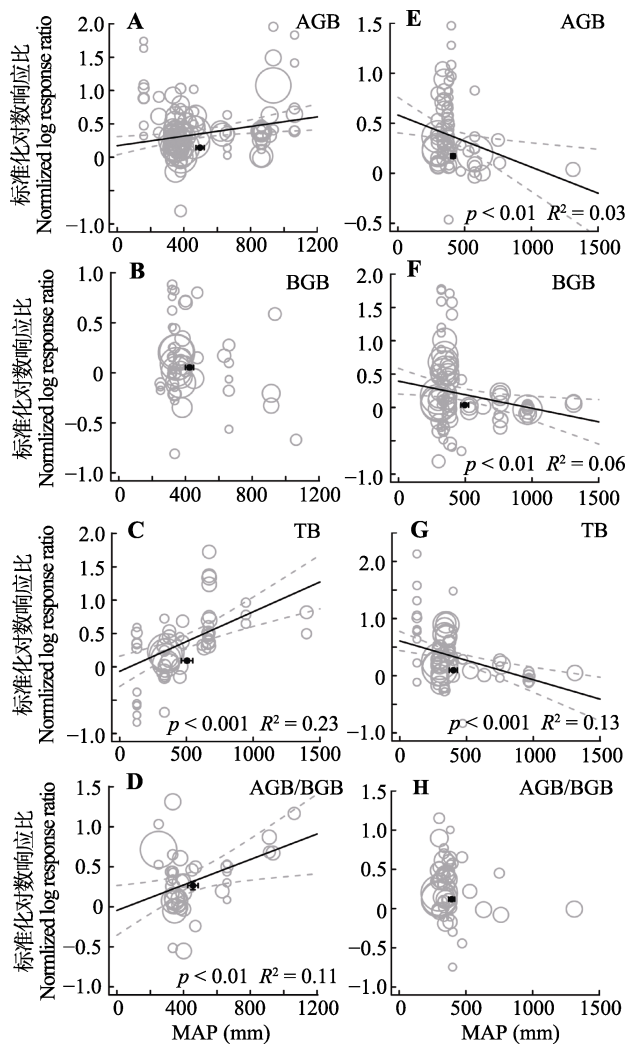 A
AGB
标准化对数响应比
Normlized log response ratio
1.5
1.0
0.5
0
−1.0
0 400 800 1200
E
AGB
1.5
1.0
0.5
0
−0.5
p < 0.01 R² = 0.03
0 500 1000 1500
B
BGB
标准化对数响应比
Normlized log response ratio
1.0
0.5
0
−0.5
−1.0
0 400 800 1200
F
BGB
2.0
1.0
0.5
0
−1.0
p < 0.01 R² = 0.06
0 500 1000 1500
C
TB
标准化对数响应比
Normlized log response ratio
2.0
1.5
1.0
0.5
0
−1.0
p < 0.001 R² = 0.23
0 500 1000 1500
G
TB
2.0
1.0
0.5
0
−1.0
p < 0.001 R² = 0.13
0 500 1000 1500
D
AGB/BGB
标准化对数响应比
Normlized log response ratio
1.5
1.0
0.5
0
−0.5
−1.0
p < 0.01 R² = 0.11
0 400 800 1200
MAP (mm)
H
AGB/BGB
1.5
1.0
0.5
0
−0.5
−1.0
0 500 1000 1500
MAP (mm)